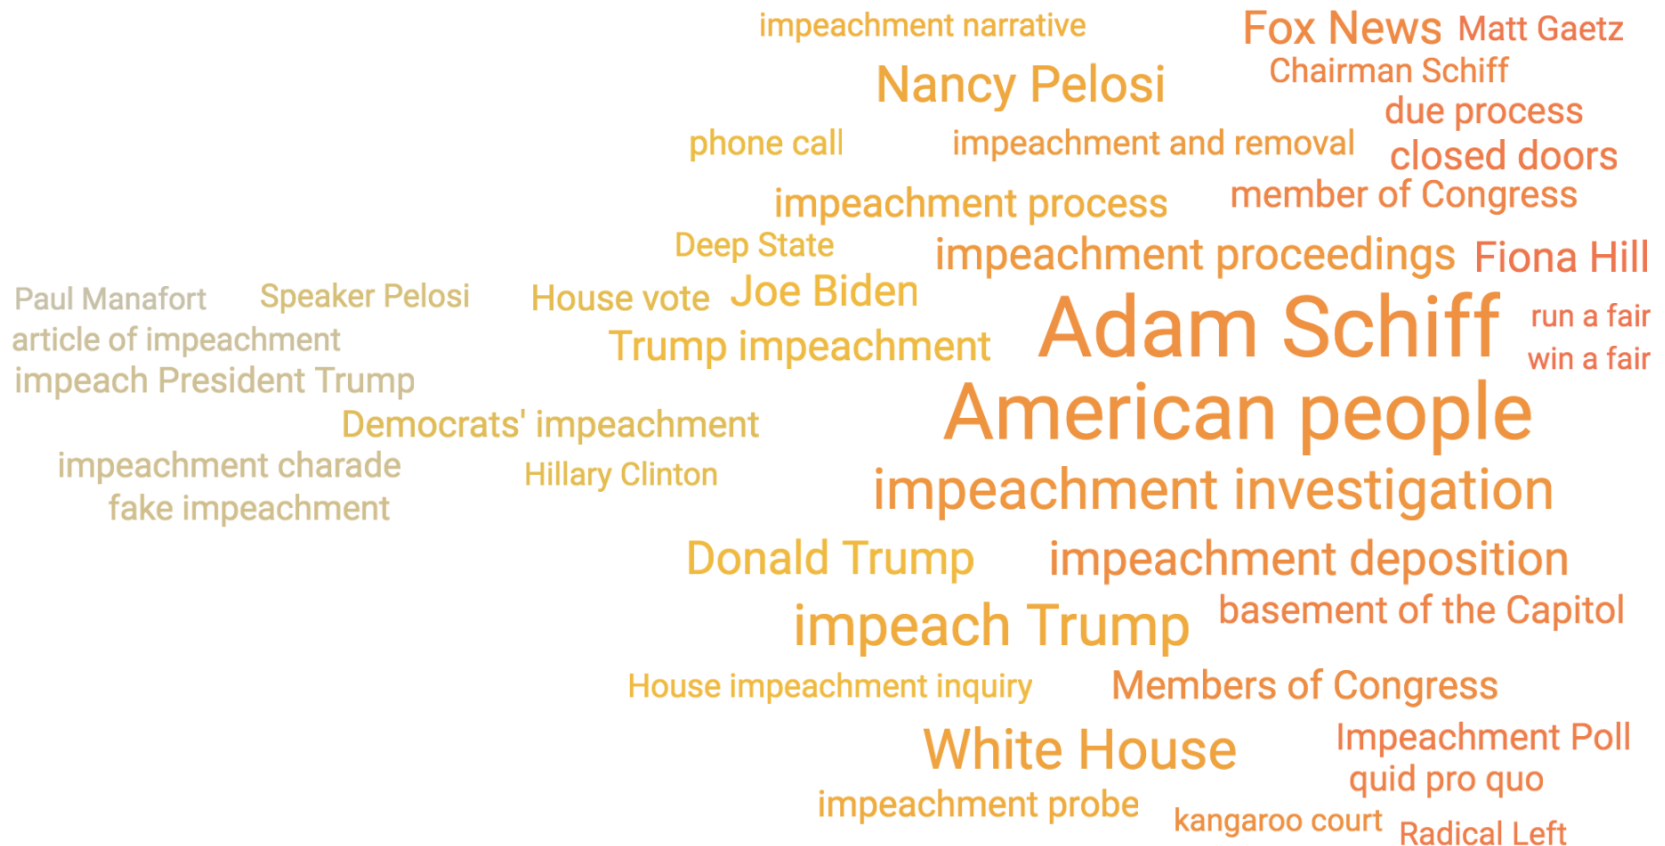 impeachment narrative
Fox News
Matt Gaetz
Nancy Pelosi
Chairman Schiff
due process
phone call
impeachment and removal
closed doors
impeachment process
member of Congress
Deep State
impeachment proceedings
Fiona Hill
Paul Manafort
Speaker Pelosi
House vote
Joe Biden
Adam Schiff
run a fair
article of impeachment
Trump impeachment
win a fair
impeach President Trump
American people
Democrats' impeachment
impeachment charade
Hillary Clinton
impeachment investigation
fake impeachment
Donald Trump
impeachment deposition
impeach Trump
basement of the Capitol
House impeachment inquiry
Members of Congress
White House
Impeachment Poll
quid pro quo
impeachment probe
kangaroo court
Radical Left